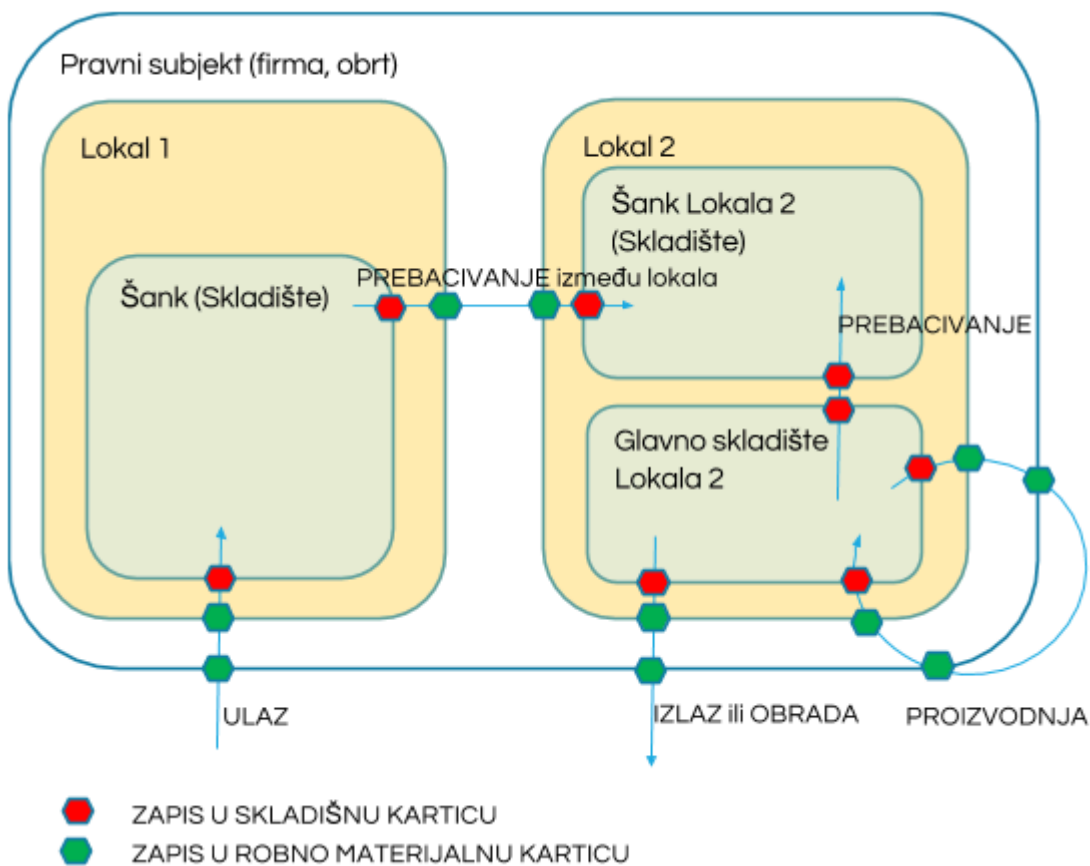 Pravni subjekt (firma, obrt)
Lokal 1
Lokal 2
Šank Lokala 2
(Skladište)
Šank (Skladište)
PREBACIVANJE između lokala
PREBACIVANJE
Glavno skladište
Lokala 2
ULAZ
IZLAZ ili OBRADA
PROIZVODNJA
ZAPIS U SKLADIŠNU KARTICU
ZAPIS U ROBNO MATERIJALNU KARTICU